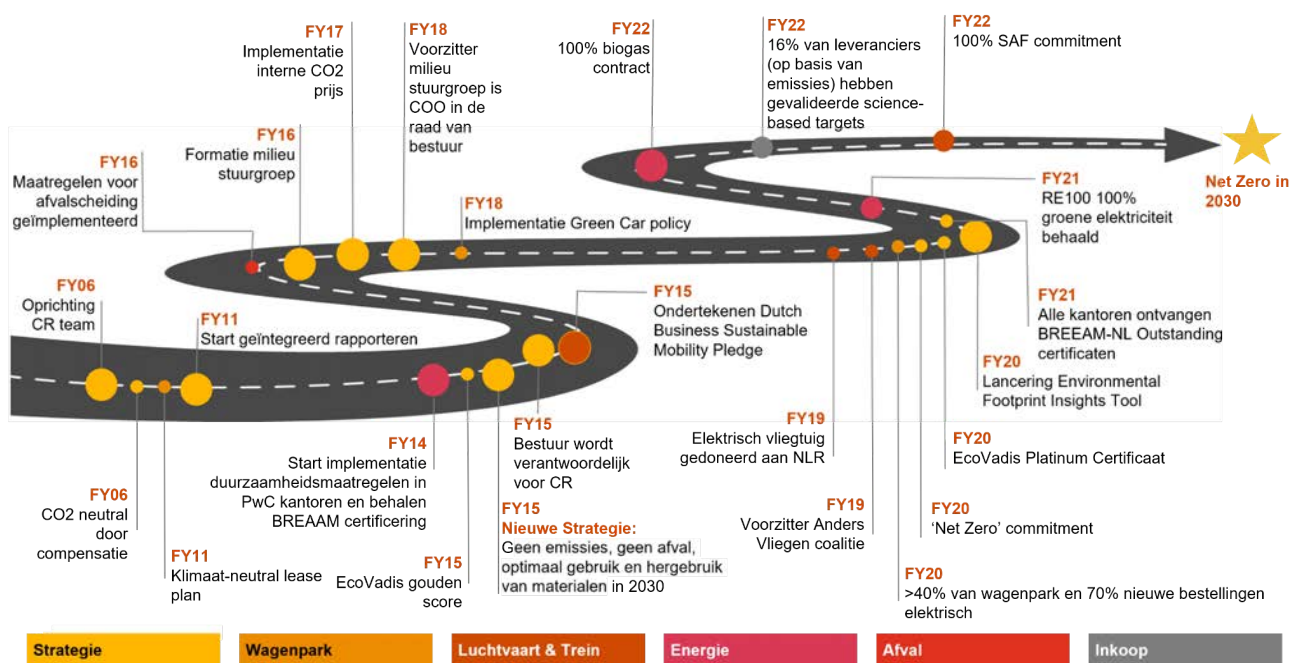 FY17
Implementatie
interne CO2
prijs
FY18
Voorzitter
milieu
stuurgroep is
COO in de
raad van
bestuur
FY22
100% biogas
contract
FY22
16% van leveranciers
(op basis van
emissies) hebben
gevalideerde science-
based targets
FY22
100% SAF commitment
FY16
Maatregelen voor
afvalscheiding
geïmplementeerd
FY16
Formatie milieu
stuurgroep
FY18
Implementatie Green Car policy
FY21
RE100 100%
groene elektriciteit
behaald
Net Zero in
2030
FY06
Oprichting
CR team
FY11
Start geïntegreerd rapporteren
FY15
Ondertekenen Dutch
Business Sustainable
Mobility Pledge
FY21
Alle kantoren ontvangen
BREEAM-NL Outstanding
certificaten
FY20
Lancering Environmental
Footprint Insights Tool
FY06
CO2 neutral
door
compensatie
FY11
Klimaat-neutral lease
plan
FY14
Start implementatie
duurzaamheidsmaatregelen in
PwC kantoren en behalen
BREAAM certificering
FY15
EcoVadis gouden
score
FY15
Bestuur wordt
verantwoordelijk
voor CR
FY15
Nieuwe Strategie:
Geen emissies, geen afval,
optimaal gebruik en hergebruik
van materialen in 2030
FY19
Elektrisch vliegtuig
gedoneerd aan NLR
FY19
Voorzitter Anders
Vliegen coalitie
FY20
EcoVadis Platinum Certificaat
FY20
‘Net Zero’ commitment
FY20
>40% van wagenpark en 70% nieuwe bestellingen
elektrisch
Strategie
Wagenpark
Luchtvaart & Trein
Energie
Afval
Inkoop